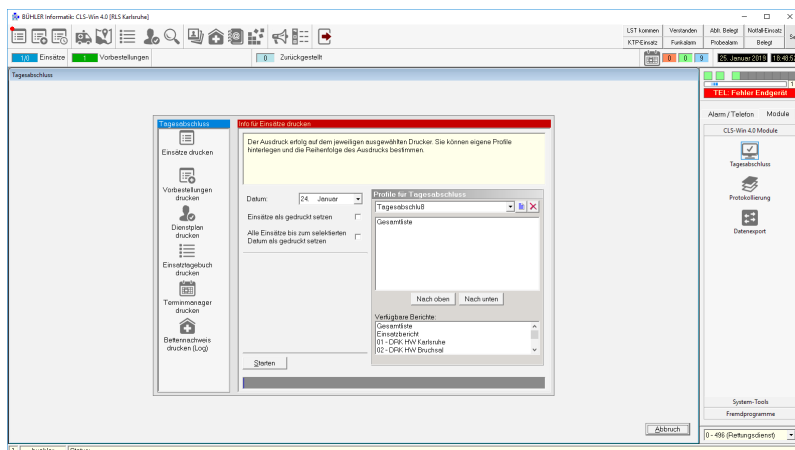 BÜHLER Informatik: CLS-Win 4.0 [RLS Karlsruhe]
LST kommen Verstanden Abfr. Belegt Notfall-Einsatz
KTP-Einsatz Funkalarm Probealarm Belegt
1/0 Einsätze 1 Vorbestellungen 0 Zurückgestellt 0 0 9 25. Januar 2019 18:48:52
Tagesabschluss
TEL: Fehler Endgerät
Alarm / Telefon Module
CLS-Win 4.0 Module
Tagesabschluss
Protokollierung
Datenexport
System-Tools
Fremdprogramme
0 - 496 (Rettungsdienst)
Tagesabschluss
Einsätze drucken
Vorbestellungen
drucken
Dienstplan
drucken
Einsatztagebuch
drucken
Terminmanager
drucken
Bettennachweis
drucken (Log)
Info für Einsätze drucken
Der Ausdruck erfolg auf dem jeweiligen ausgewählten Drucker. Sie können eigene Profile
hinterlegen und die Reihenfolge des Ausdrucks bestimmen.
Datum: 24. Januar
Einsätze als gedruckt setzen
Alle Einsätze bis zum selektierten
Datum als gedruckt setzen
Starten
Profile für Tagesabschluss
Tagesabschluß
Gesamtliste
Nach oben Nach unten
Verfügbare Berichte:
Gesamtliste
Einsatzbericht
01 - DRK HW Karlsruhe
02 - DRK HW Bruchsal
Abbruch